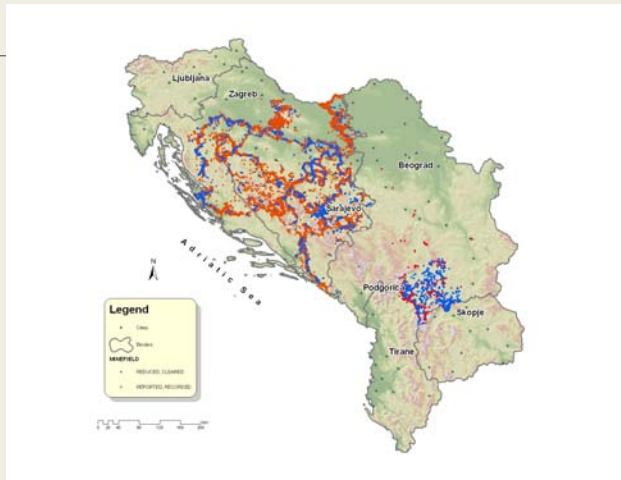 Ljubljana
Zagreb
Beograd
Sarajevo
Adriatic Sea
N
Podgorica
Skopje
Tirane
Legend
Cities
Borders
MINEFIELD
REDUCED, CLEARED
REPORTED, RECORDED